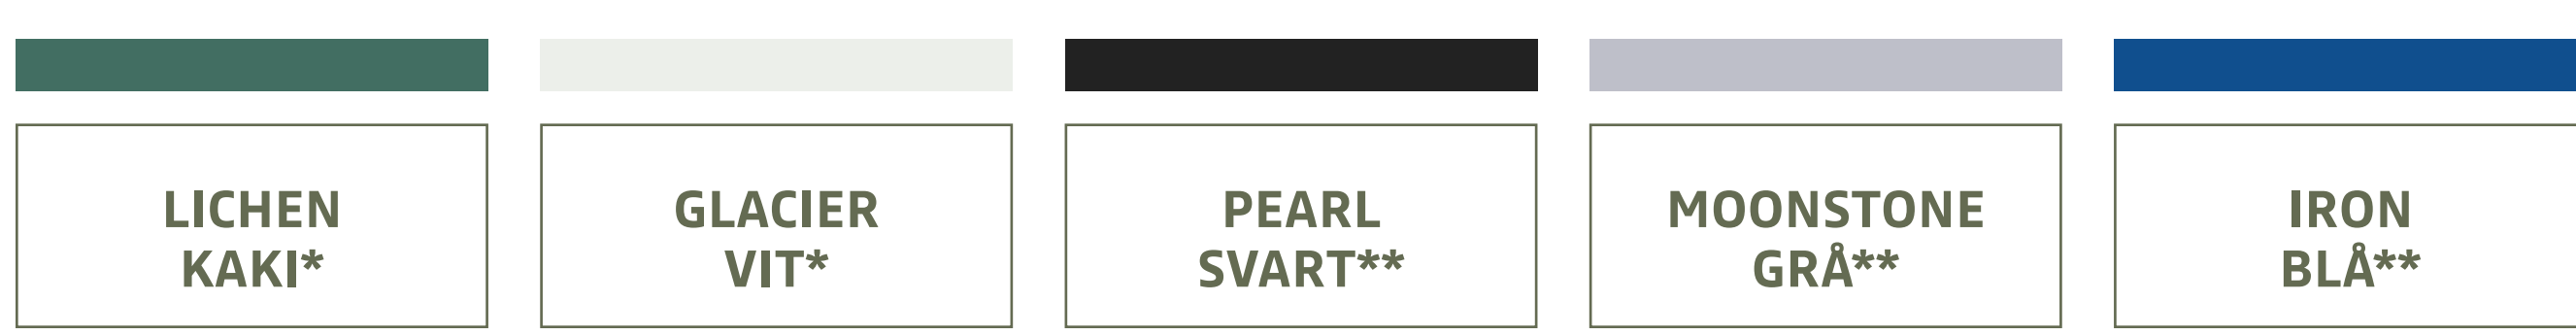 LICHEN
KAKI*
GLACIER
VIT*
PEARL
SVART**
MOONSTONE
GRÅ**
IRON
BLÅ**